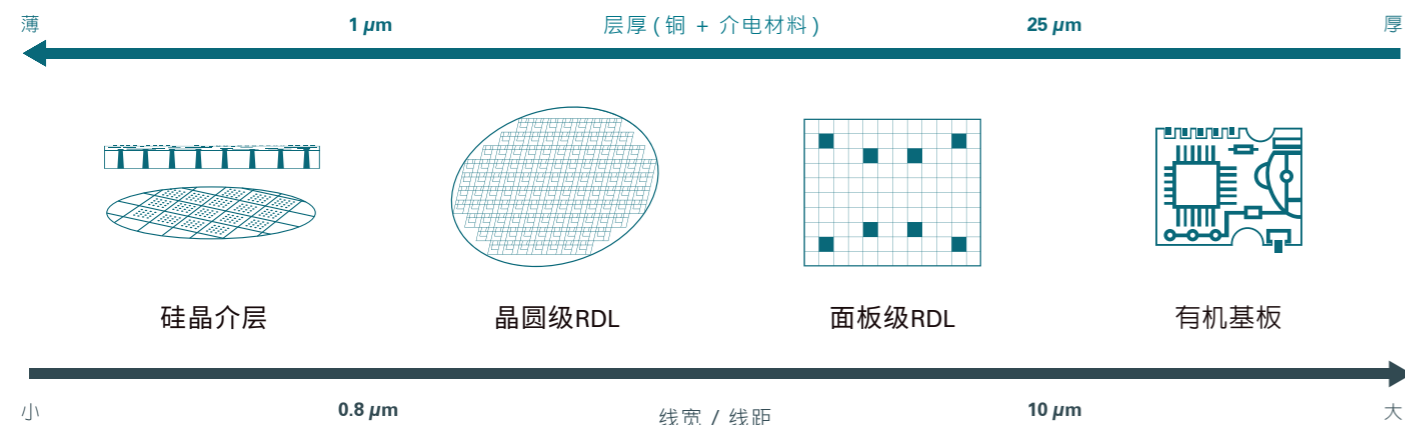 薄 1 µm 层厚 ( 铜 + 介电材料 ) 25 µm 厚
硅晶介层 晶圆级RDL 面板级RDL 有机基板
小 0.8 µm 线宽 / 线距 10 µm 大